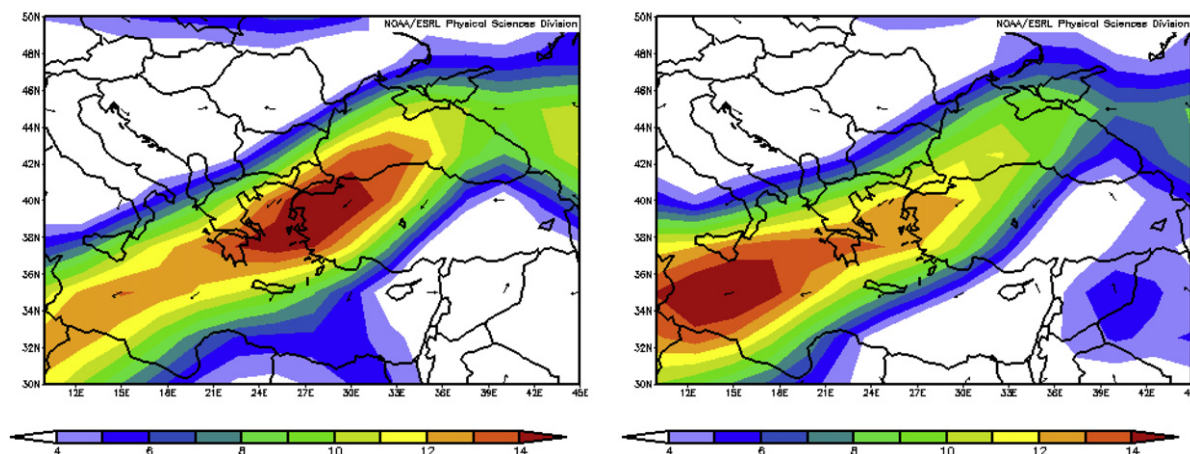 NOAA/ESRL Physical Sciences Division
50N
48N
46N
44N
42N
40N
38N
36N
34N
32N
30N
12E 15E 18E 21E 24E 27E 30E 33E 36E 39E 42E 45E
4 6 8 10 12 14
NOAA/ESRL Physical Sciences Division
50N
48N
46N
44N
42N
40N
38N
36N
34N
32N
30N
12E 15E 18E 21E 24E 27E 30E 33E 36E 39E 42E
4 6 8 10 12 14